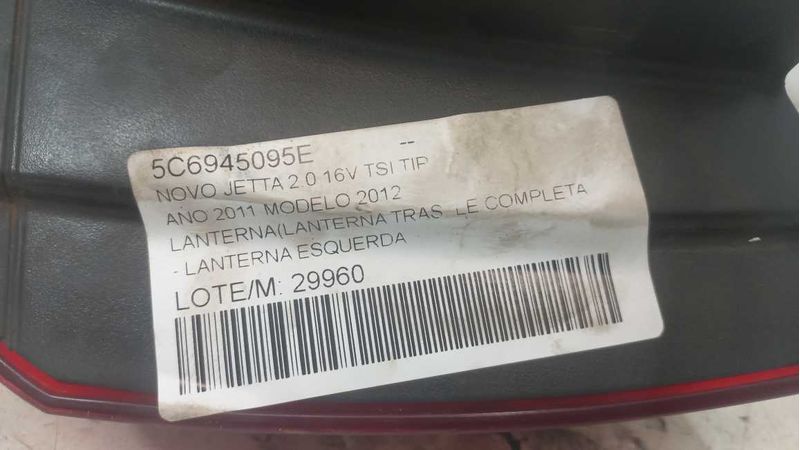 5C6945095E --
NOVO JETTA 2.0 16V TSI TIP
ANO 2011 MODELO 2012
LANTERNA(LANTERNA TRAS LE COMPLETA
- LANTERNA ESQUERDA
LOTE/M: 29960